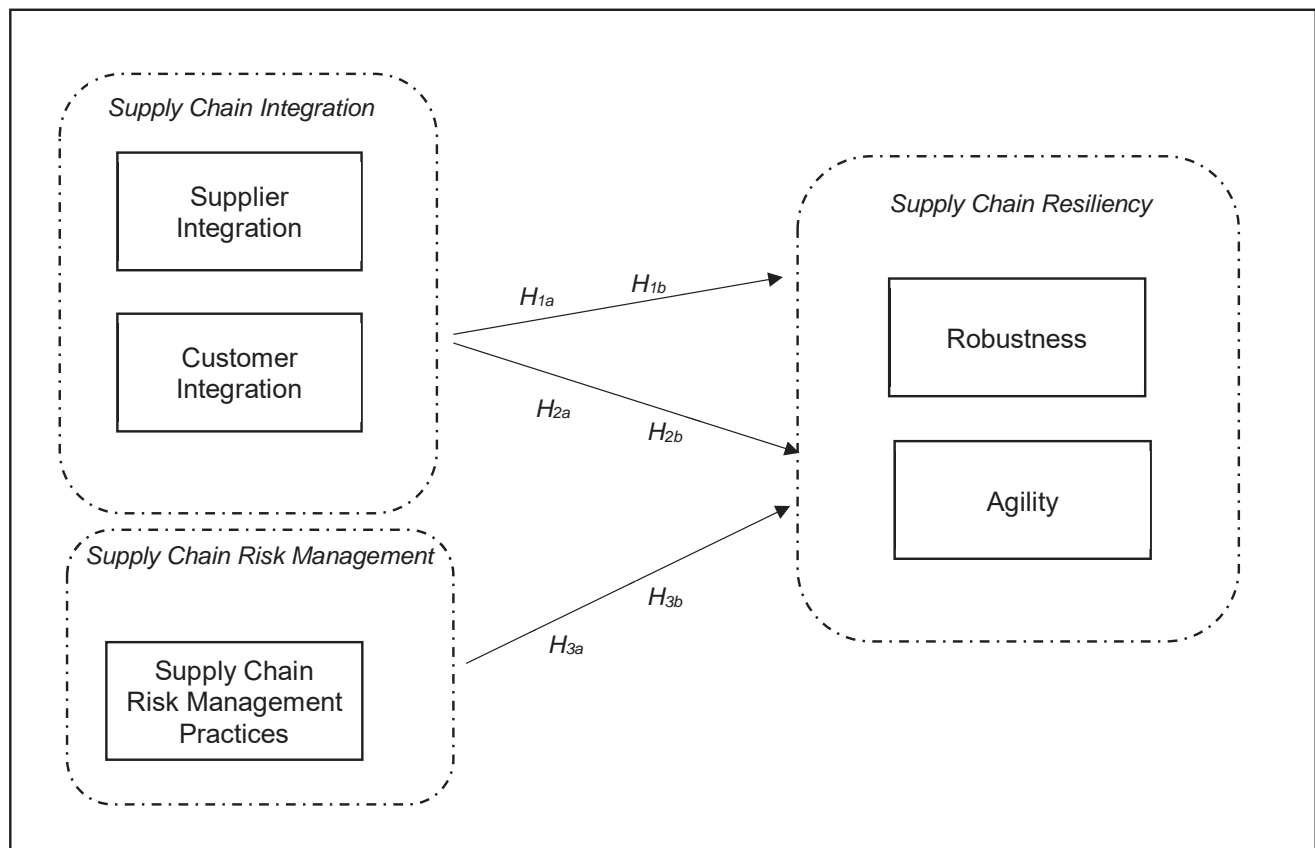 Supply Chain Integration
Supplier
Integration
Customer
Integration
Supply Chain Risk Management
Supply Chain
Risk Management
Practices
H1a
H1b
H2a
H2b
H3b
H3a
Supply Chain Resiliency
Robustness
Agility